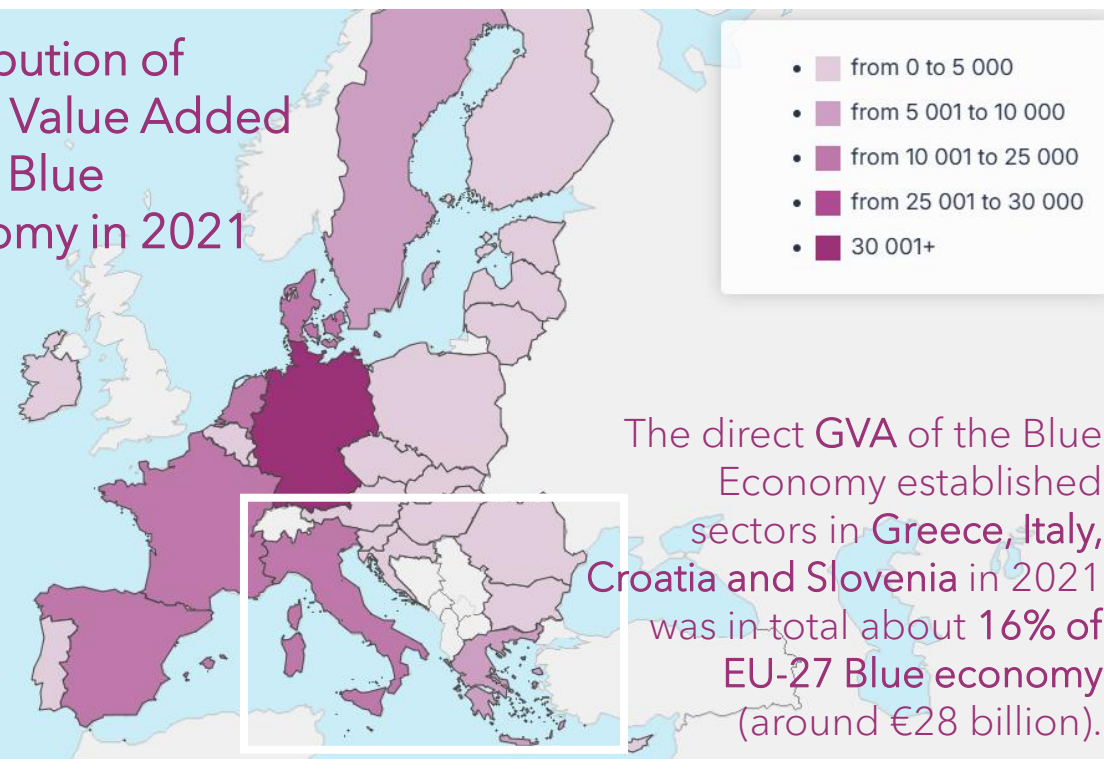 bution of
Value Added
Blue
omy in 2021
• from 0 to 5 000
• from 5 001 to 10 000
• from 10 001 to 25 000
• from 25 001 to 30 000
• 30 001+
The direct GVA of the Blue
Economy established
sectors in Greece, Italy,
Croatia and Slovenia in 2021
was in total about 16% of
EU-27 Blue economy
(around €28 billion).